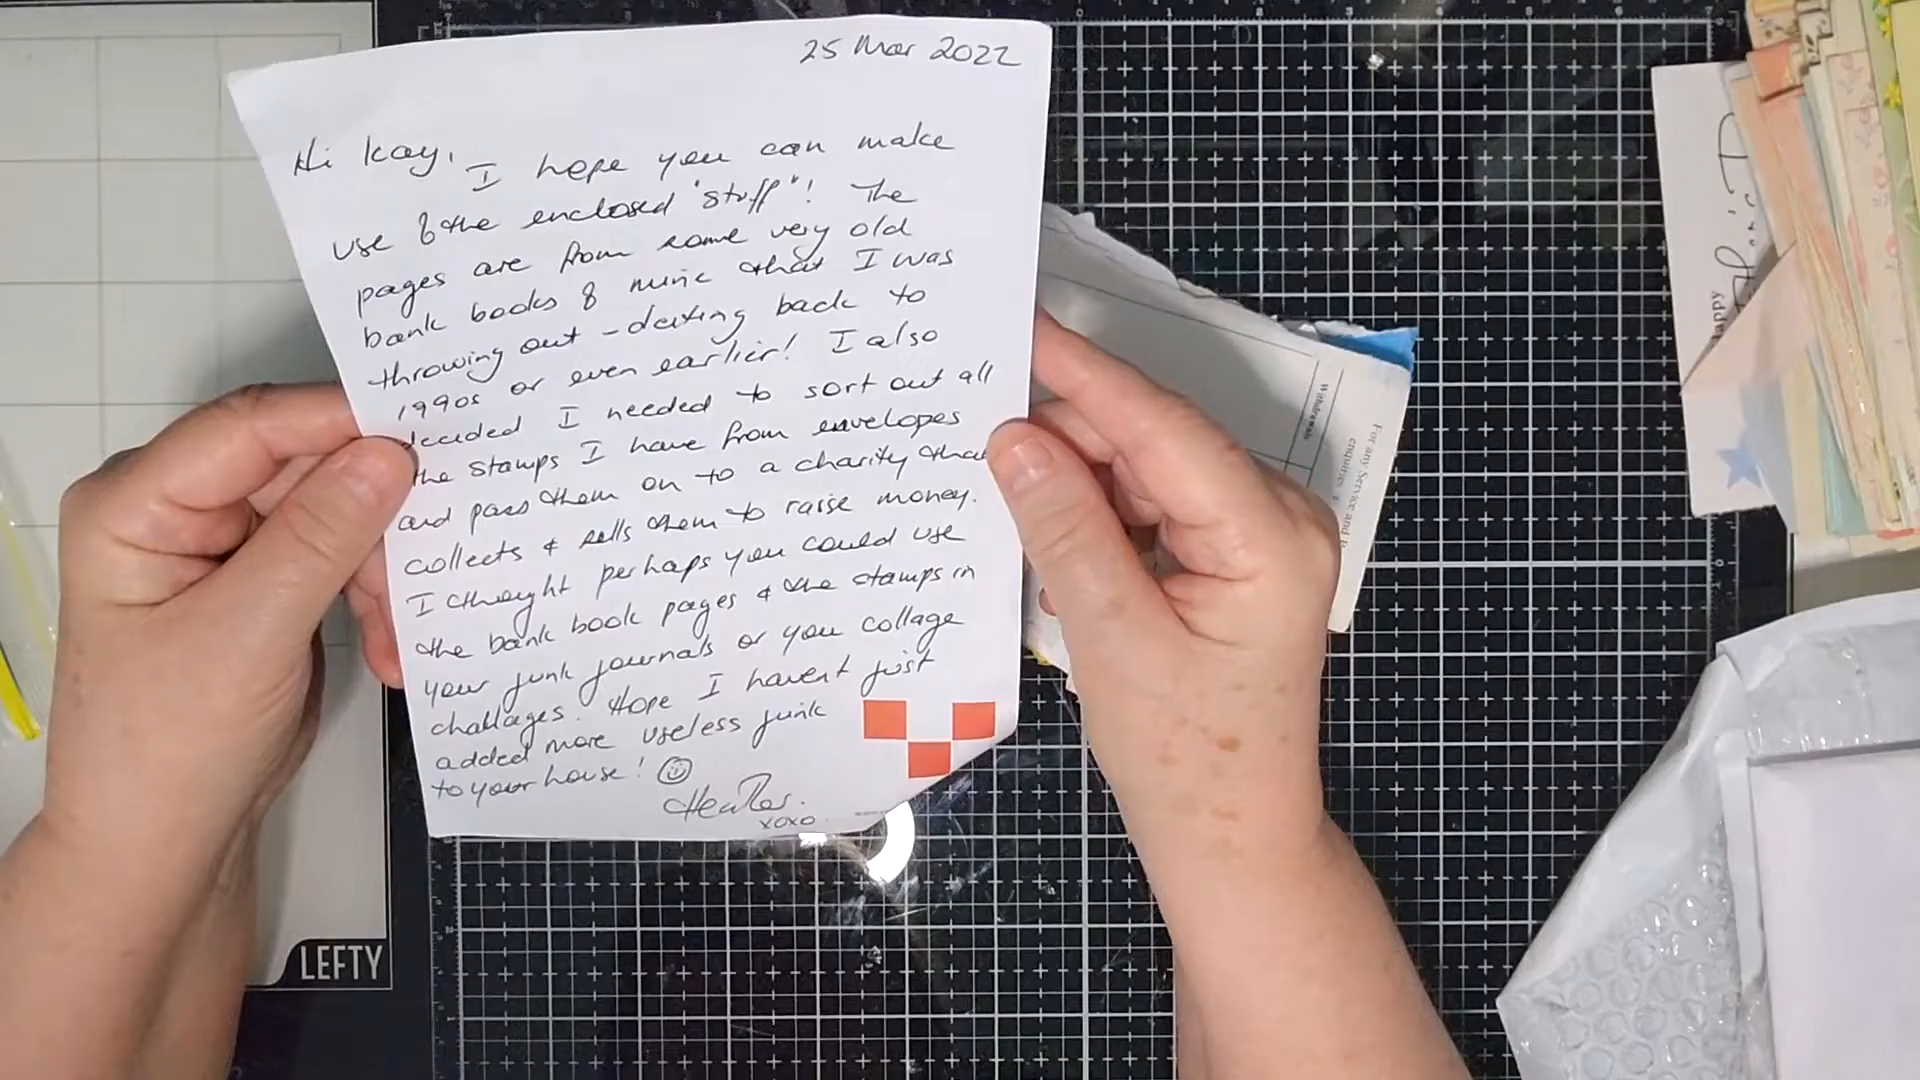 25 Mar 2022
Hi Kay,
I hope you can make
use of the enclosed "stuff"! The
pages are from some very old
bank books & music that I was
throwing out - dating back to
1990s or even earlier! I also
decided I needed to sort out all
the stamps I have from envelopes
and pass them on to a charity that
collects & sells them to raise money.
I thought perhaps you could use
the bank book pages & the stamps in
your junk journals or you collage
challages. Hope I havent just
added more useless junk
to your house! ☺
Heather.
xoxo
Withdrawals
For any Service and
enquiries
Happy
LEFTY